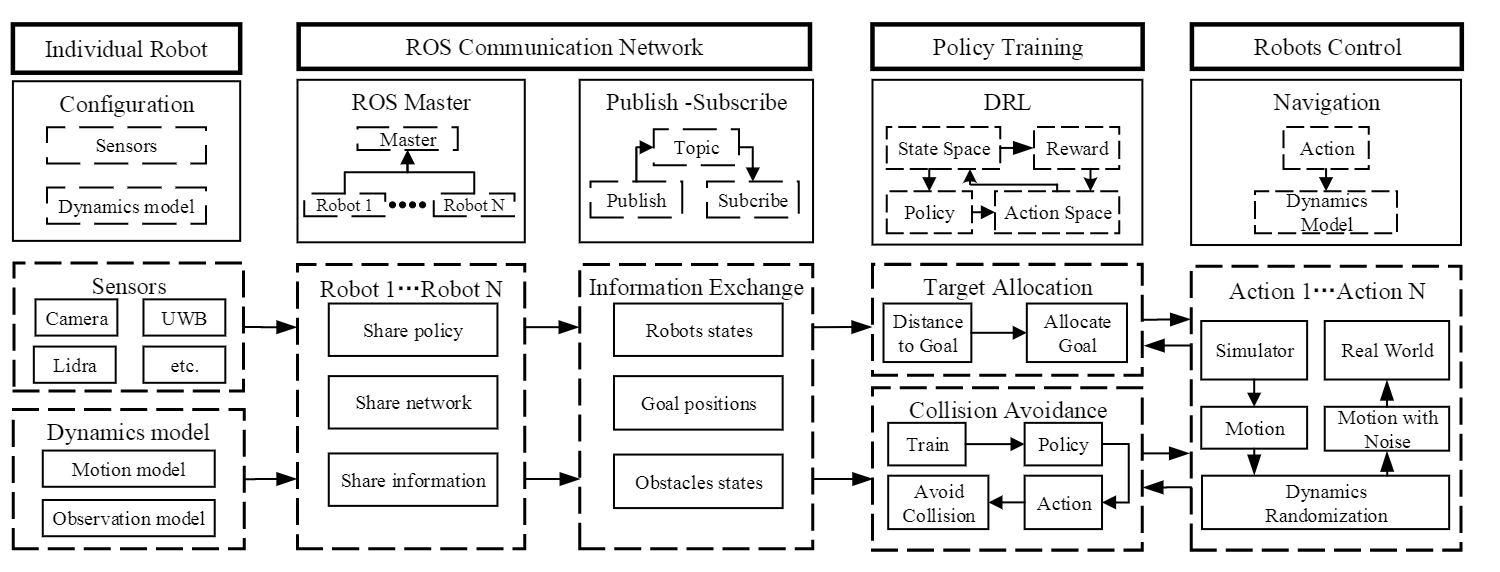 Individual Robot
ROS Communication Network
Policy Training
Robots Control
Configuration
Sensors
Dynamics model
ROS Master
Master
Robot 1
Robot N
Publish -Subscribe
Topic
Publish
Subcribe
DRL
State Space
Reward
Policy
Action Space
Navigation
Action
Dynamics
Model
Sensors
Camera
UWB
Lidra
etc.
Dynamics model
Motion model
Observation model
Robot 1···Robot N
Share policy
Share network
Share information
Information Exchange
Robots states
Goal positions
Obstacles states
Target Allocation
Distance
to Goal
Allocate
Goal
Collision Avoidance
Train
Policy
Avoid
Collision
Action
Action 1···Action N
Simulator
Real World
Motion
Motion with
Noise
Dynamics
Randomization